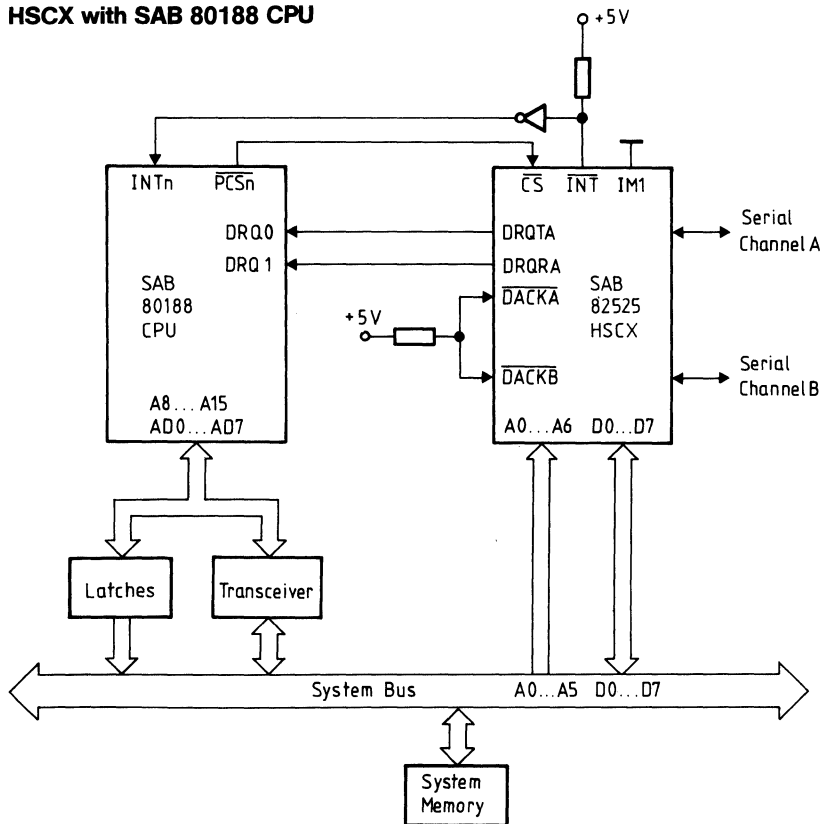 HSCX with SAB 80188 CPU
+5V
INTn
PCSn
CS
INT
IM1
DRQ0
DRQ1
DRQTA
DRQRA
SAB
80188
CPU
DACKA
SAB
82525
HSCX
+5V
DACKB
Serial
Channel A
Serial
Channel B
A8...A15
AD0...AD7
A0...A6 D0...D7
Latches
Transceiver
System Bus
A0...A5 D0...D7
System
Memory